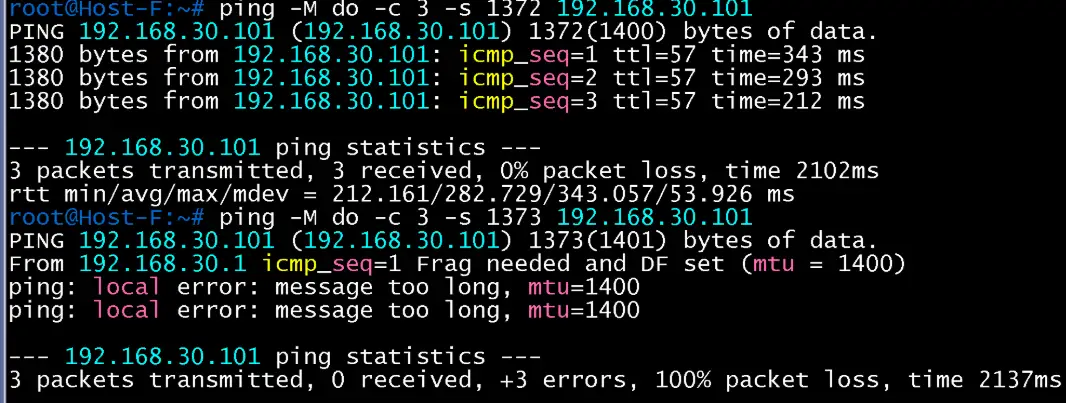 root@Host-F:~# ping -M do -c 3 -s 1372 192.168.30.101
PING 192.168.30.101 (192.168.30.101) 1372(1400) bytes of data.
1380 bytes from 192.168.30.101: icmp_seq=1 ttl=57 time=343 ms
1380 bytes from 192.168.30.101: icmp_seq=2 ttl=57 time=293 ms
1380 bytes from 192.168.30.101: icmp_seq=3 ttl=57 time=212 ms
--- 192.168.30.101 ping statistics ---
3 packets transmitted, 3 received, 0% packet loss, time 2102ms
rtt min/avg/max/mdev = 212.161/282.729/343.057/53.926 ms
root@Host-F:~# ping -M do -c 3 -s 1373 192.168.30.101
PING 192.168.30.101 (192.168.30.101) 1373(1401) bytes of data.
From 192.168.30.1 icmp_seq=1 Frag needed and DF set (mtu = 1400)
ping: local error: message too long, mtu=1400
ping: local error: message too long, mtu=1400
--- 192.168.30.101 ping statistics ---
3 packets transmitted, 0 received, +3 errors, 100% packet loss, time 2137ms